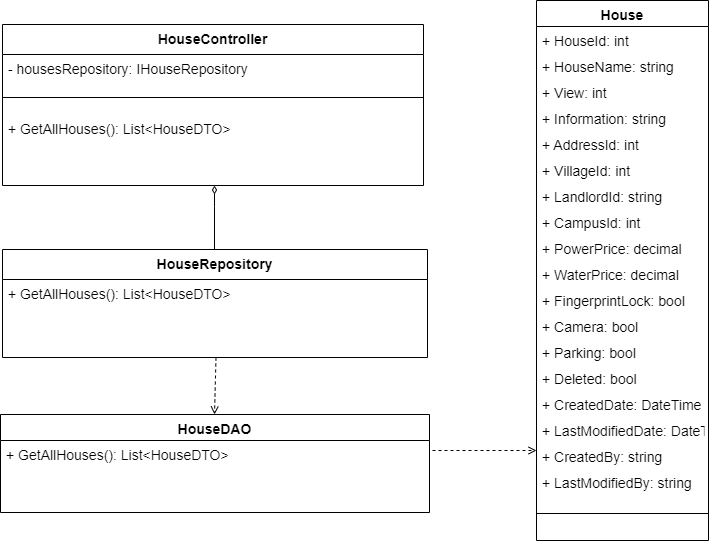 HouseController
- housesRepository: IHouseRepository
+ GetAllHouses(): List<HouseDTO>
HouseRepository
+ GetAllHouses(): List<HouseDTO>
HouseDAO
+ GetAllHouses(): List<HouseDTO>
House
+ HouseId: int
+ HouseName: string
+ View: int
+ Information: string
+ AddressId: int
+ VillageId: int
+ LandlordId: string
+ CampusId: int
+ PowerPrice: decimal
+ WaterPrice: decimal
+ FingerprintLock: bool
+ Camera: bool
+ Parking: bool
+ Deleted: bool
+ CreatedDate: DateTime
+ LastModifiedDate: DateT
+ CreatedBy: string
+ LastModifiedBy: string